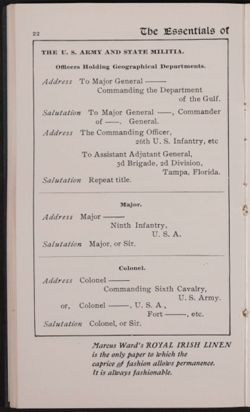 22
The Essentials of
THE U. S. ARMY AND STATE MILITIA.
Officers Holding Geographical Departments.
Address To Major General ——
Commanding the Department
of the Gulf.
Salutation To Major General ——, Commander
of ——. General.
Address The Commanding Officer,
26th U. S. Infantry, etc
To Assistant Adjutant General,
3d Brigade, 2d Division,
Tampa, Florida.
Salutation Repeat title.
Major.
Address Major ——
Ninth Infantry,
U. S. A.
Salutation Major, or Sir.
Colonel.
Address Colonel ——
Commanding Sixth Cavalry,
U. S. Army.
or, Colonel ——, U. S. A.,
Fort ——, etc.
Salutation Colonel, or Sir.
Marcus Ward's ROYAL IRISH LINEN
is the only paper to which the
caprice of fashion allows permanence.
It is always fashionable.